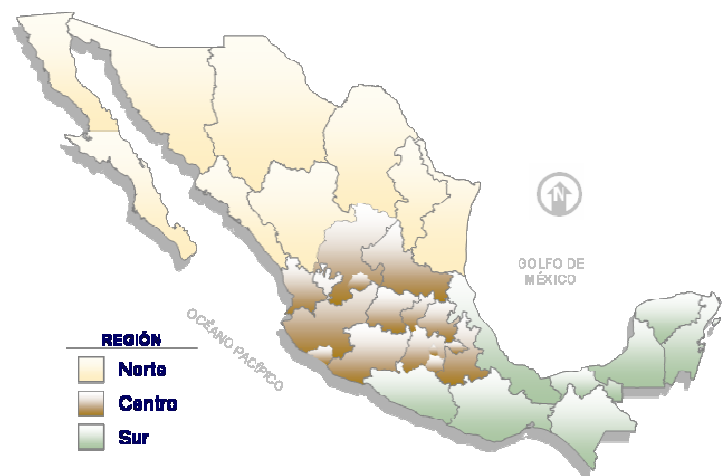 N
GOLFO DE
MÉXICO
OCÉANO PACÍFICO
REGIÓN
Norte
Centro
Sur